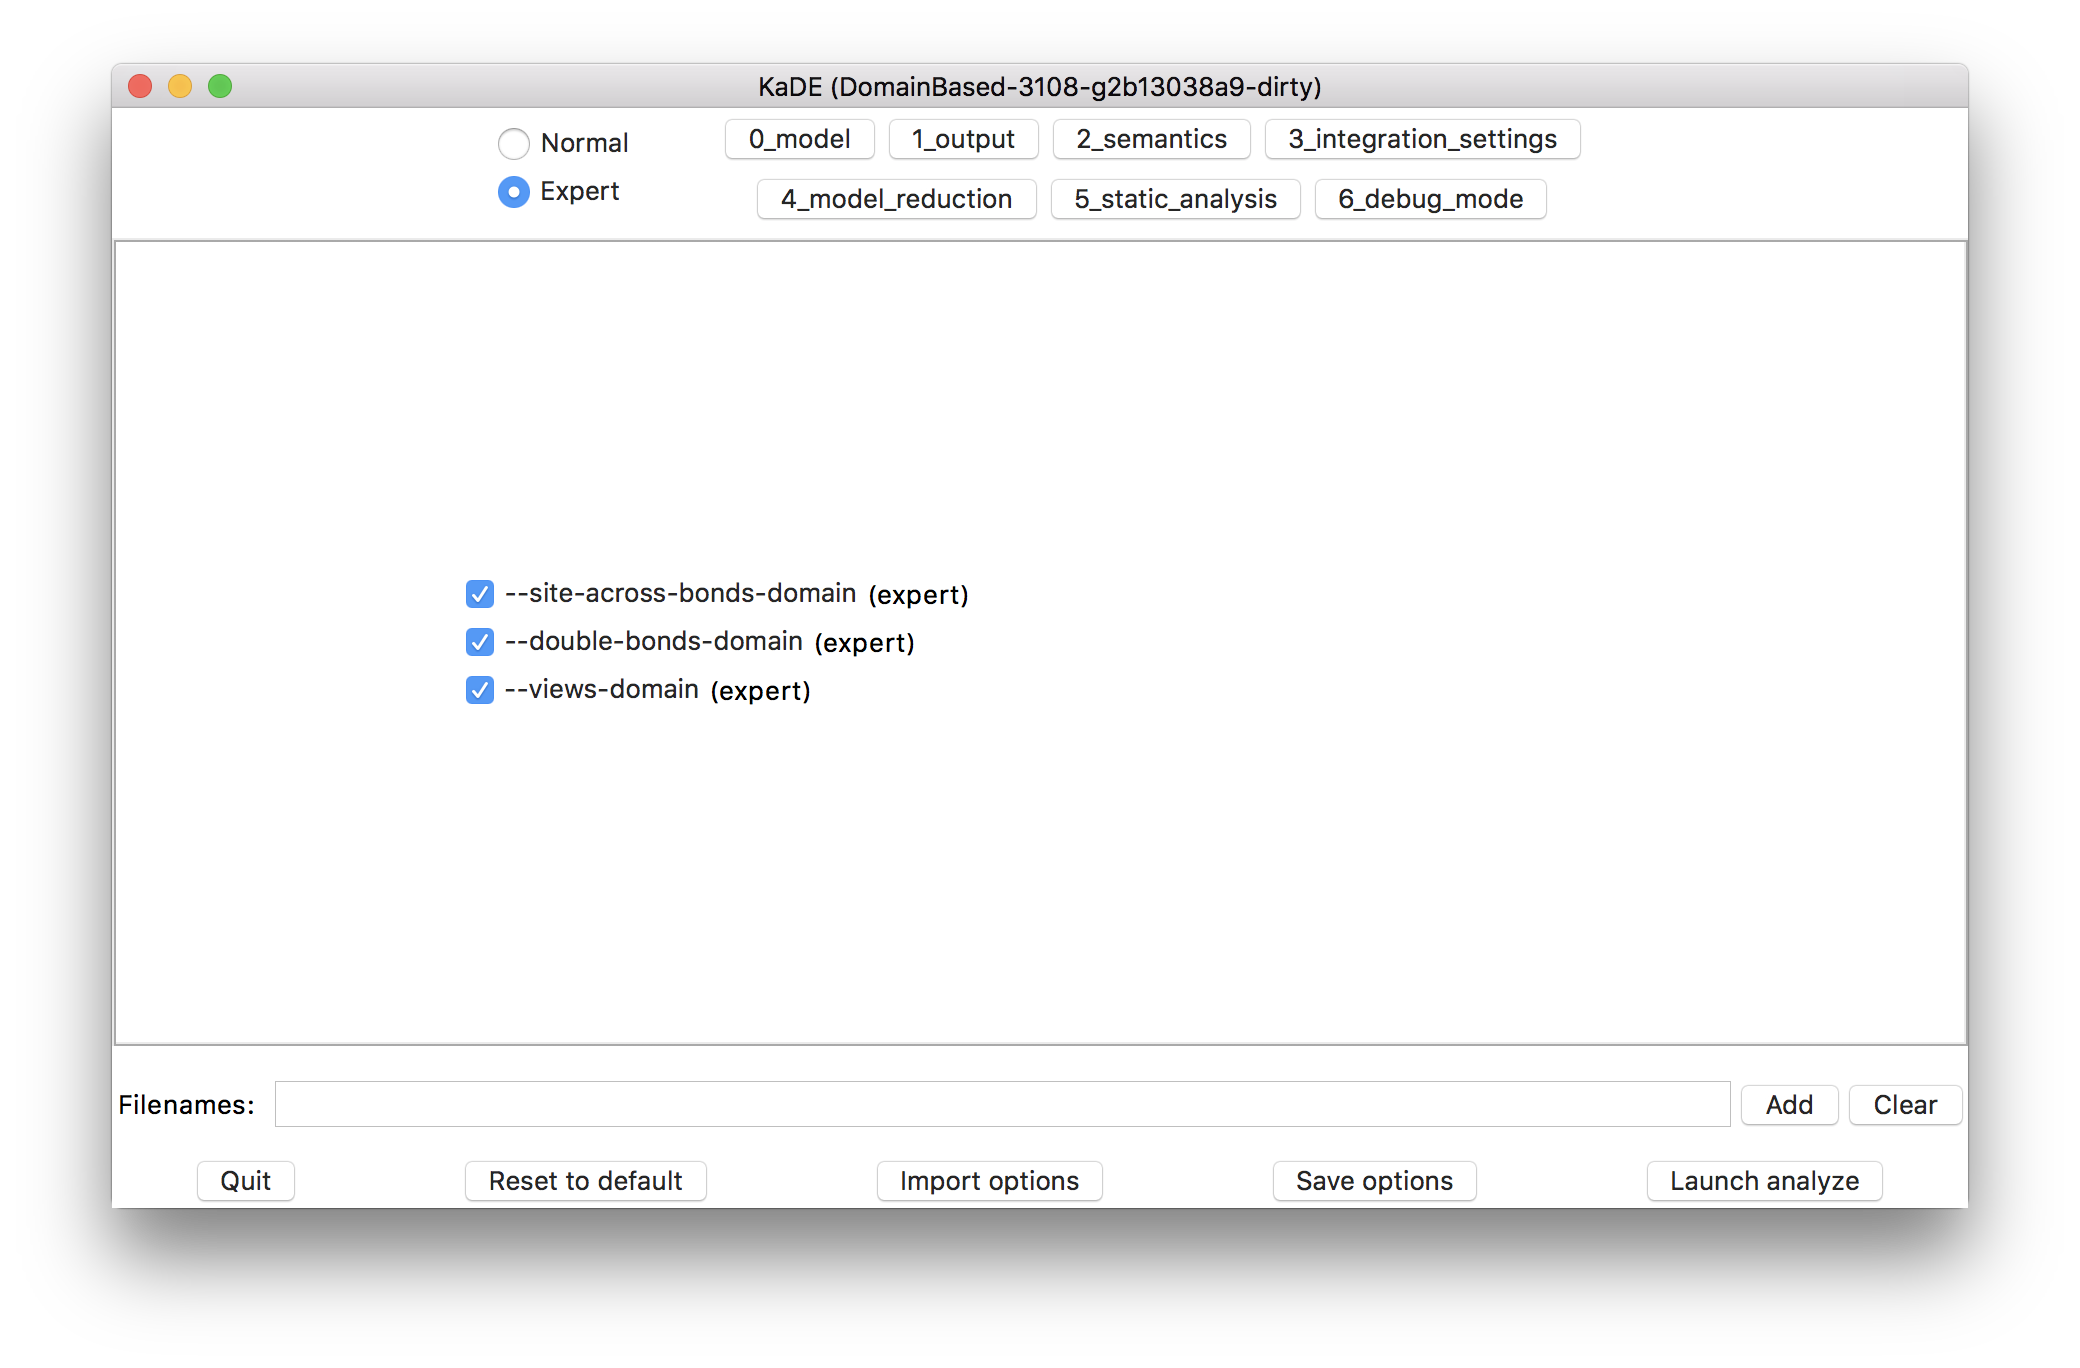 KaDE (DomainBased-3108-g2b13038a9-dirty)
Normal 0_model 1_output 2_semantics 3_integration_settings
Expert 4_model_reduction 5_static_analysis 6_debug_mode
--site-across-bonds-domain (expert)
--double-bonds-domain (expert)
--views-domain (expert)
Filenames: Add Clear
Quit Reset to default Import options Save options Launch analyze